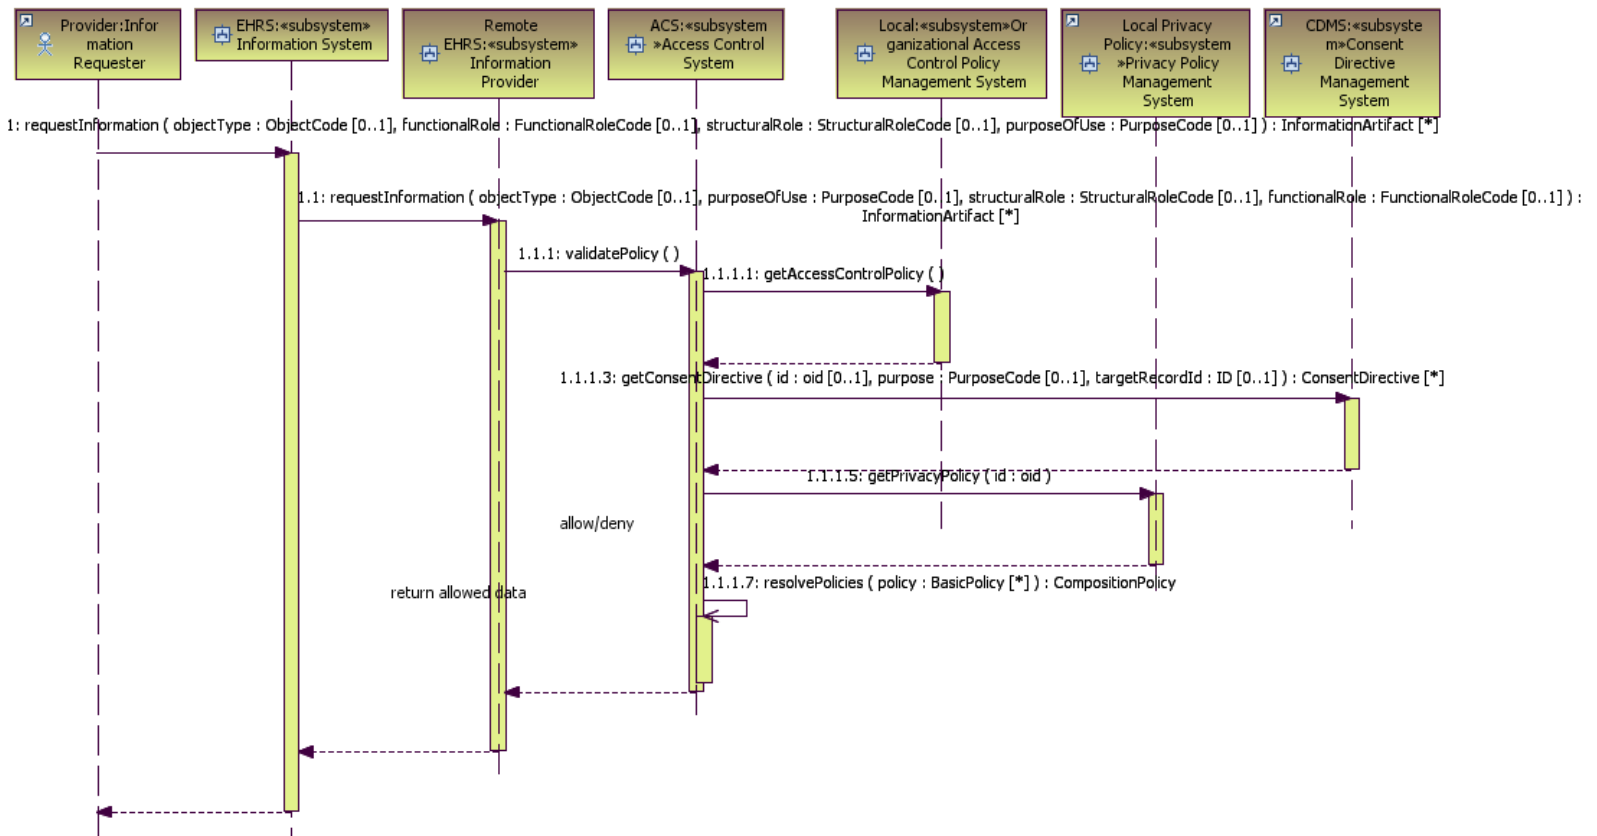 Provider:Infor
mation
Requester
EHRS:«subsystem»
Information System
Remote
EHRS:«subsystem»
Information
Provider
ACS:«subsystem
»Access Control
System
Local:«subsystem»Or
ganizational Access
Control Policy
Management System
Local Privacy
Policy:«subsystem
»Privacy Policy
Management
System
CDMS:«subsyste
m»Consent
Directive
Management
System
1: requestInformation ( objectType : ObjectCode [0..1], functionalRole : FunctionalRoleCode [0..1], structuralRole : StructuralRoleCode [0..1], purposeOfUse : PurposeCode [0..1] ) : InformationArtifact [*]
1.1: requestInformation ( objectType : ObjectCode [0..1], purposeOfUse : PurposeCode [0..1], structuralRole : StructuralRoleCode [0..1], functionalRole : FunctionalRoleCode [0..1] ) :
InformationArtifact [*]
1.1.1: validatePolicy ( )
1.1.1.1: getAccessControlPolicy ( )
1.1.1.3: getConsentDirective ( id : oid [0..1], purpose : PurposeCode [0..1], targetRecordId : ID [0..1] ) : ConsentDirective [*]
1.1.1.5: getPrivacyPolicy ( id : oid )
allow/deny
1.1.1.7: resolvePolicies ( policy : BasicPolicy [*] ) : CompositionPolicy
return allowed data